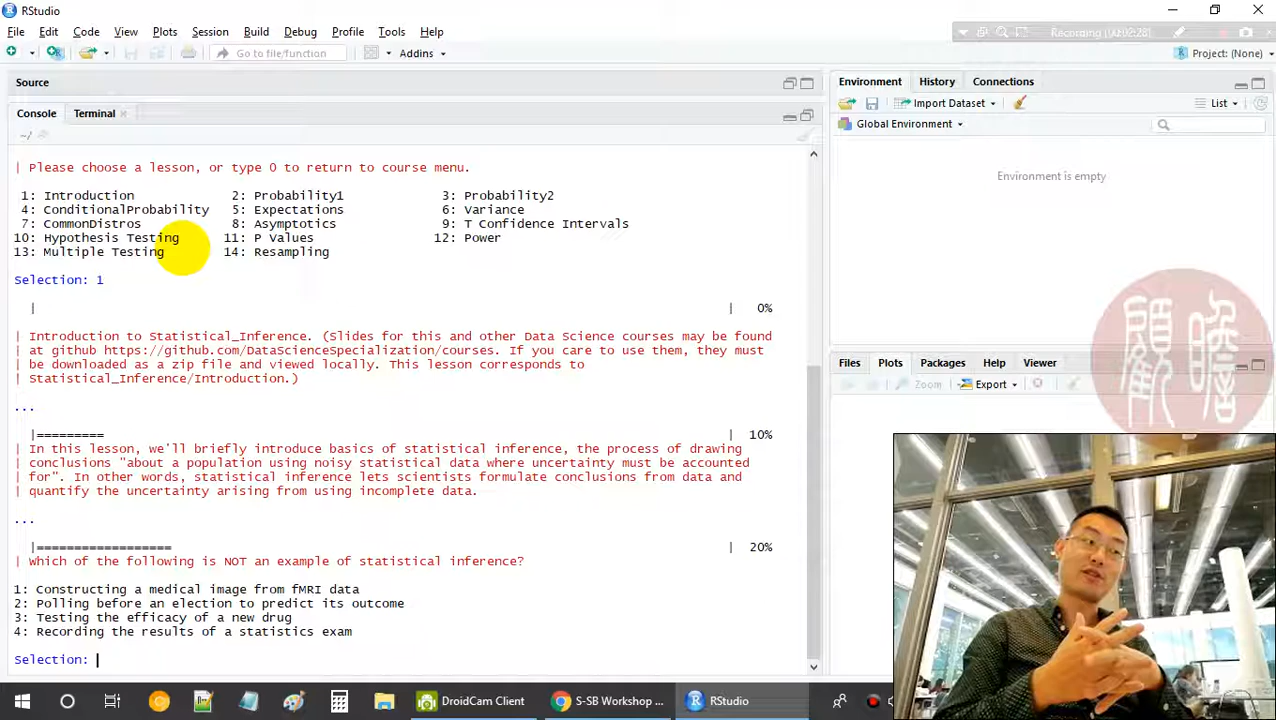 RStudio
File Edit Code View Plots Session Build Debug Profile Tools Help
Recording [00:02:28]
Go to file/function Addins
Project: (None)
Source
Console Terminal
~/
| Please choose a lesson, or type 0 to return to course menu.
1: Introduction 2: Probability1 3: Probability2
4: ConditionalProbability 5: Expectations 6: Variance
7: CommonDistros 8: Asymptotics 9: T Confidence Intervals
10: Hypothesis Testing 11: P Values 12: Power
13: Multiple Testing 14: Resampling
Selection: 1
| | 0%
| Introduction to Statistical_Inference. (Slides for this and other Data Science courses may be found
| at github https://github.com/DataScienceSpecialization/courses. If you care to use them, they must
| be downloaded as a zip file and viewed locally. This lesson corresponds to
| Statistical_Inference/Introduction.)
...
|========= | 10%
| In this lesson, we'll briefly introduce basics of statistical inference, the process of drawing
| conclusions "about a population using noisy statistical data where uncertainty must be accounted
| for". In other words, statistical inference lets scientists formulate conclusions from data and
| quantify the uncertainty arising from using incomplete data.
...
|================== | 20%
| Which of the following is NOT an example of statistical inference?
1: Constructing a medical image from fMRI data
2: Polling before an election to predict its outcome
3: Testing the efficacy of a new drug
4: Recording the results of a statistics exam
Selection:
Environment History Connections
Import Dataset List
Global Environment
Environment is empty
Files Plots Packages Help Viewer
Zoom Export
DroidCam Client
S-SB Workshop ...
RStudio